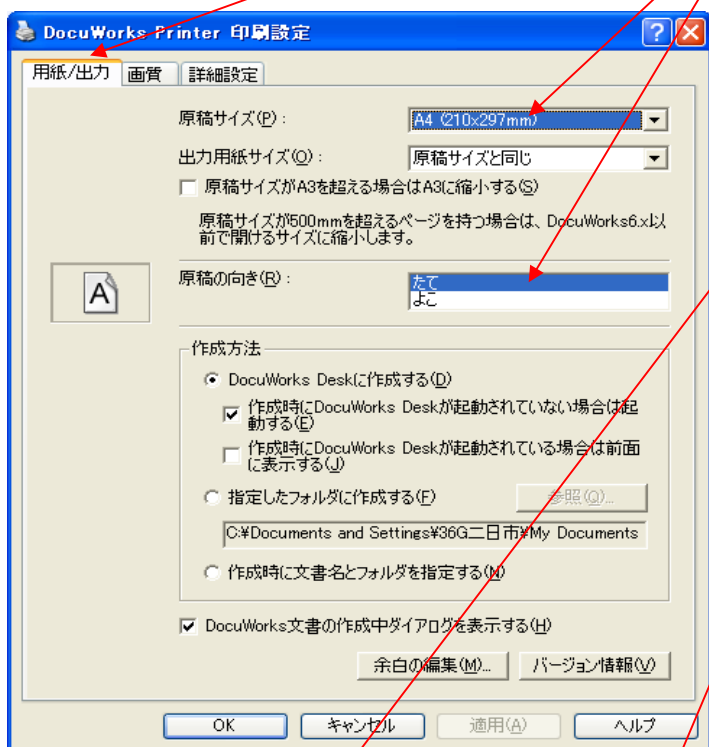 DocuWorks Printer 印刷設定
用紙/出力 画質 詳細設定
原稿サイズ(P)： A4 (210x297mm)
出力用紙サイズ(O)： 原稿サイズと同じ
原稿サイズがA3を超える場合はA3に縮小する(S)
原稿サイズが500mmを超えるページを持つ場合は、DocuWorks6.x以
前で開けるサイズに縮小します。
原稿の向き(R)： たて
よこ
A
作成方法
DocuWorks Deskに作成する(D)
作成時にDocuWorks Deskが起動されていない場合は起
動する(E)
作成時にDocuWorks Deskが起動されている場合は前面
に表示する(J)
指定したフォルダに作成する(F) 参照(Q)...
C:¥Documents and Settings¥36G二日市¥My Documents
作成時に文書名とフォルダを指定する(N)
DocuWorks文書の作成中ダイアログを表示する(H)
余白の編集(M)... バージョン情報(V)
OK キャンセル 適用(A) ヘルプ